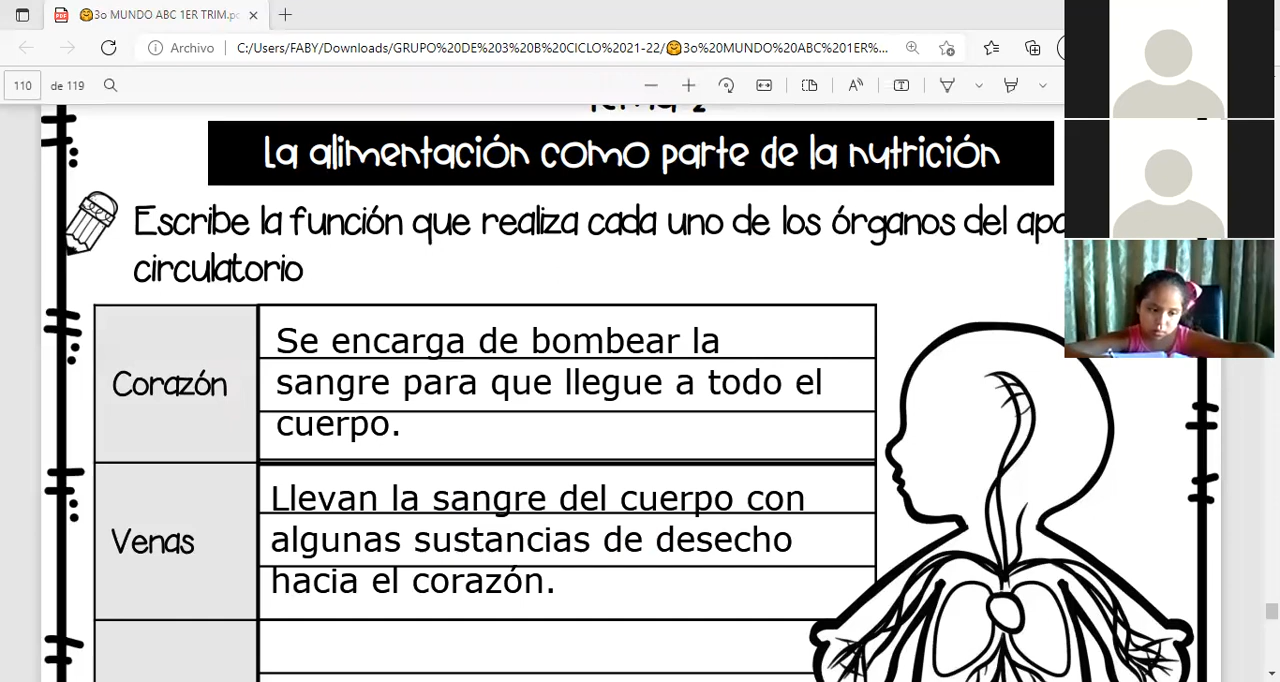 3o MUNDO ABC 1ER TRIM.pc
Archivo
C:/Users/FABY/Downloads/GRUPO%20DE%203%20B%20CICLO%2021-22/🤗3o%20MUNDO%20ABC%201ER%...
110 de 119
La alimentación como parte de la nutrición
Escribe la función que realiza cada uno de los órganos del apa
circulatorio
Corazón
Se encarga de bombear la
sangre para que llegue a todo el
cuerpo.
Venas
Llevan la sangre del cuerpo con
algunas sustancias de desecho
hacia el corazón.